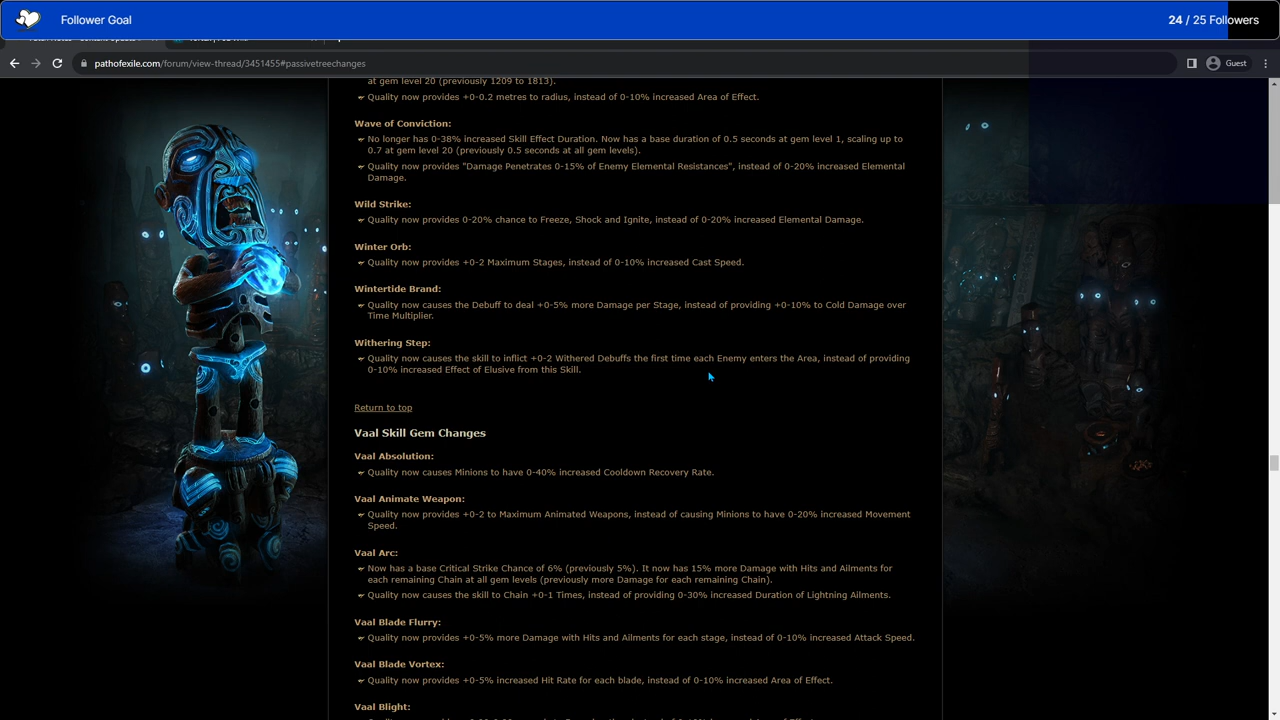 Follower Goal
24 / 25 Followers
pathofexile.com/forum/view-thread/3451455#passivetreechanges
Guest
at gem level 20 (previously 1209 to 1813).
Quality now provides +0-0.2 metres to radius, instead of 0-10% increased Area of Effect.
Wave of Conviction:
No longer has 0-38% increased Skill Effect Duration. Now has a base duration of 0.5 seconds at gem level 1, scaling up to
0.7 at gem level 20 (previously 0.5 seconds at all gem levels).
Quality now provides "Damage Penetrates 0-15% of Enemy Elemental Resistances", instead of 0-20% increased Elemental
Damage.
Wild Strike:
Quality now provides 0-20% chance to Freeze, Shock and Ignite, instead of 0-20% increased Elemental Damage.
Winter Orb:
Quality now provides +0-2 Maximum Stages, instead of 0-10% increased Cast Speed.
Wintertide Brand:
Quality now causes the Debuff to deal +0-5% more Damage per Stage, instead of providing +0-10% to Cold Damage over
Time Multiplier.
Withering Step:
Quality now causes the skill to inflict +0-2 Withered Debuffs the first time each Enemy enters the Area, instead of providing
0-10% increased Effect of Elusive from this Skill.
Return to top
Vaal Skill Gem Changes
Vaal Absolution:
Quality now causes Minions to have 0-40% increased Cooldown Recovery Rate.
Vaal Animate Weapon:
Quality now provides +0-2 to Maximum Animated Weapons, instead of causing Minions to have 0-20% increased Movement
Speed.
Vaal Arc:
Now has a base Critical Strike Chance of 6% (previously 5%). It now has 15% more Damage with Hits and Ailments for
each remaining Chain at all gem levels (previously more Damage for each remaining Chain).
Quality now causes the skill to Chain +0-1 Times, instead of providing 0-30% increased Duration of Lightning Ailments.
Vaal Blade Flurry:
Quality now provides +0-5% more Damage with Hits and Ailments for each stage, instead of 0-10% increased Attack Speed.
Vaal Blade Vortex:
Quality now provides +0-5% increased Hit Rate for each blade, instead of 0-10% increased Area of Effect.
Vaal Blight: